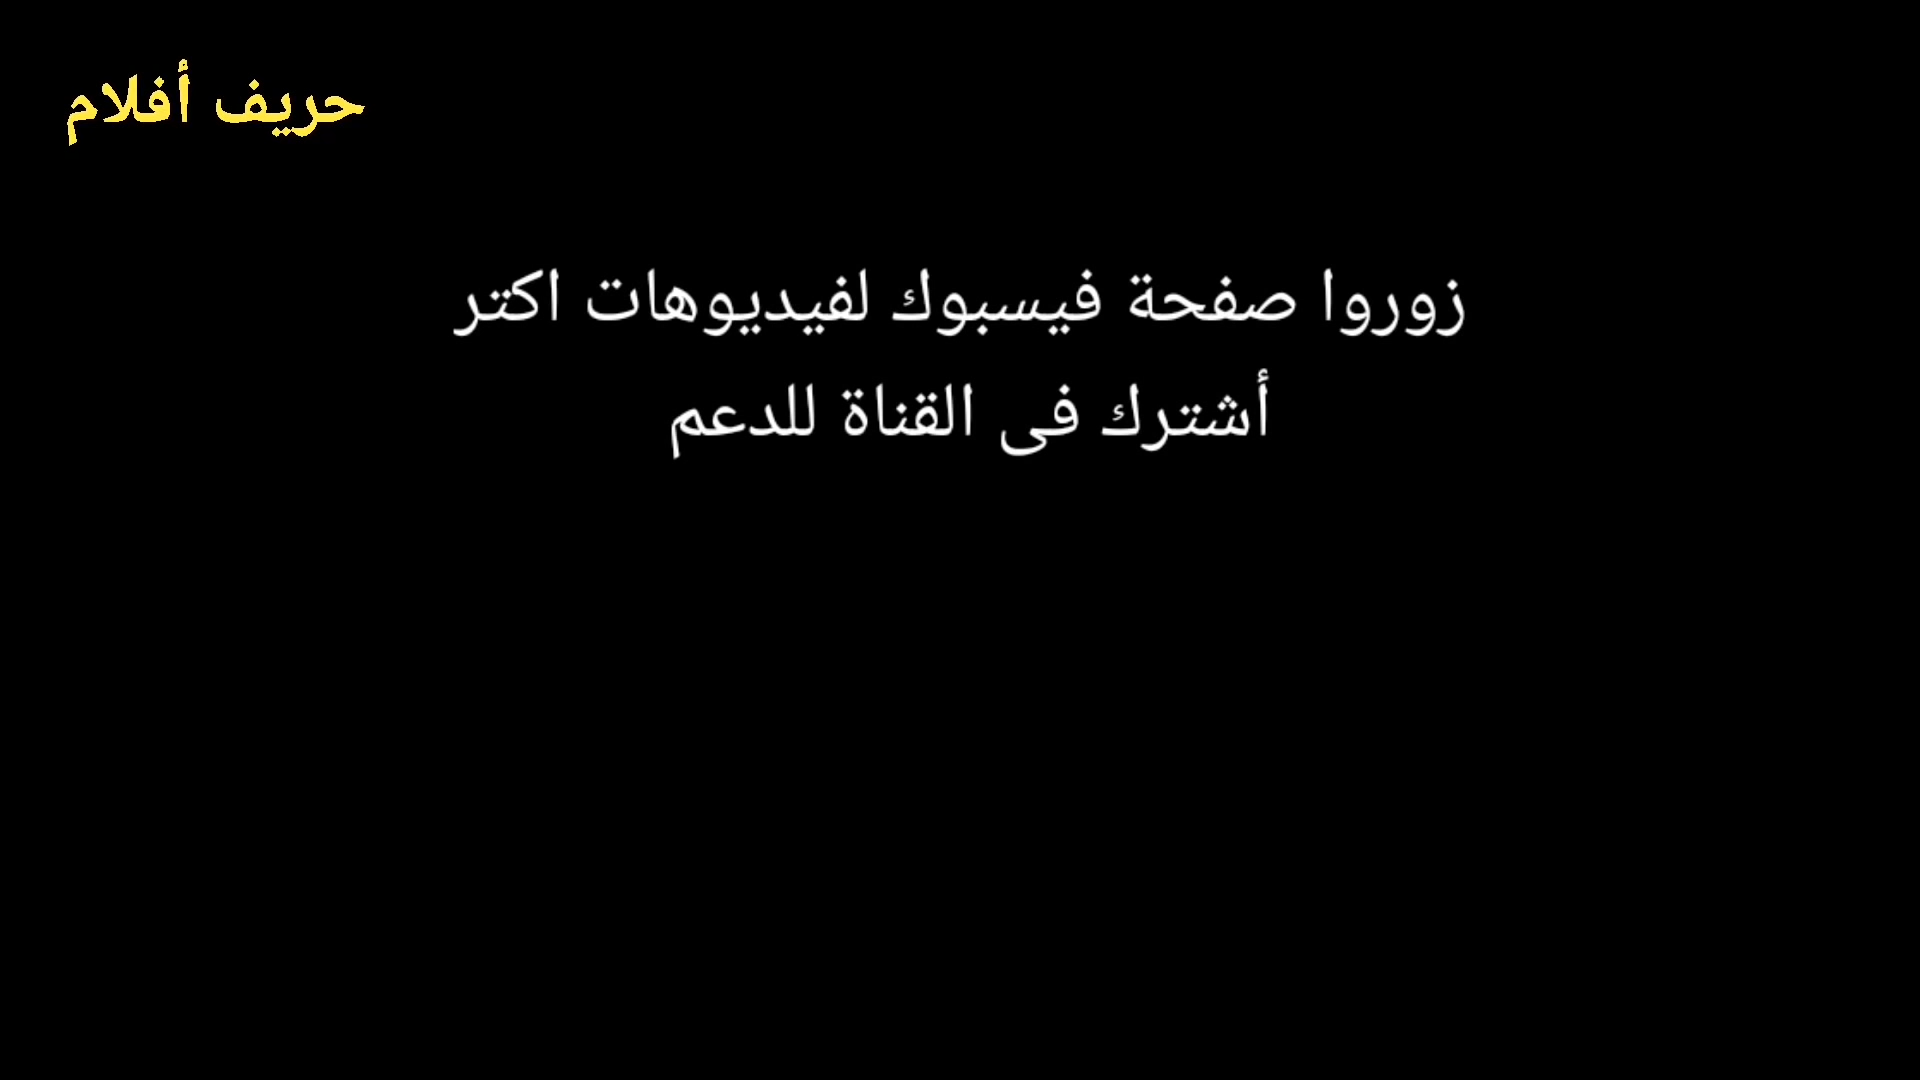 حريف أفلام
زوروا صفحة فيسبوك لفيديوهات اكتر
أشترك فى القناة للدعم